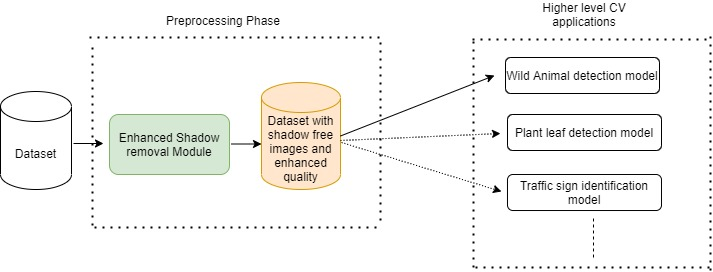 Preprocessing Phase
Higher level CV
applications
Dataset
Enhanced Shadow
removal Module
Dataset with
shadow free
images and
enhanced
quality
Wild Animal detection model
Plant leaf detection model
Traffic sign identification
model